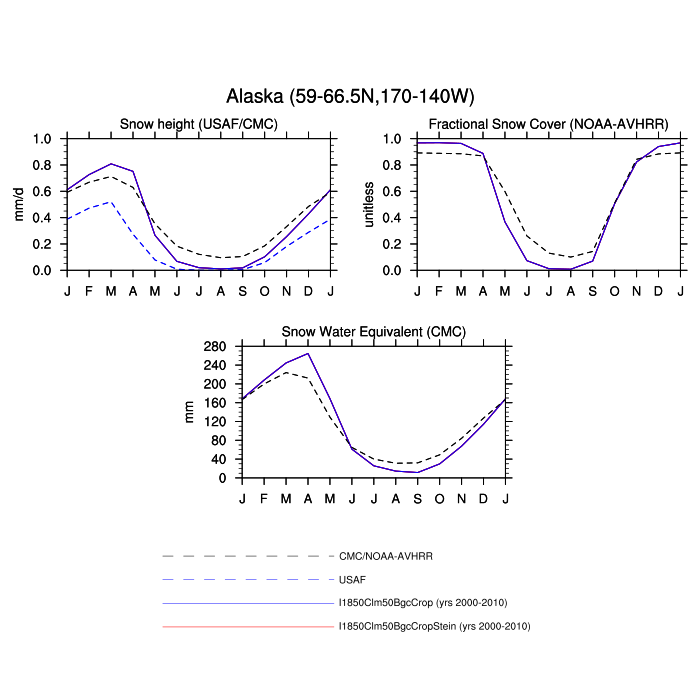 Alaska (59-66.5N,170-140W)
Snow height (USAF/CMC)
1.0
0.8
0.6
0.4
0.2
0.0
mm/d
J F M A M J J A S O N D J
Fractional Snow Cover (NOAA-AVHRR)
1.0
0.8
0.6
0.4
0.2
0.0
unitless
J F M A M J J A S O N D J
Snow Water Equivalent (CMC)
280
240
200
160
120
80
40
0
mm
J F M A M J J A S O N D J
CMC/NOAA-AVHRR
USAF
I1850Clm50BgcCrop (yrs 2000-2010)
I1850Clm50BgcCropStein (yrs 2000-2010)